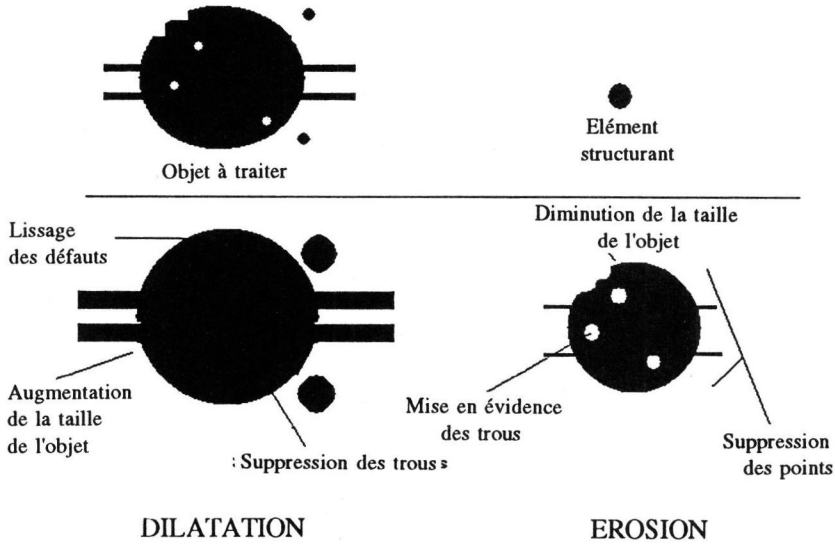 Objet à traiter
Elément
structurant
Lissage
des défauts
Diminution de la taille
de l'objet
Augmentation
de la taille
de l'objet
Mise en évidence
des trous
Suppression des trous
Suppression
des points
DILATATION
EROSION